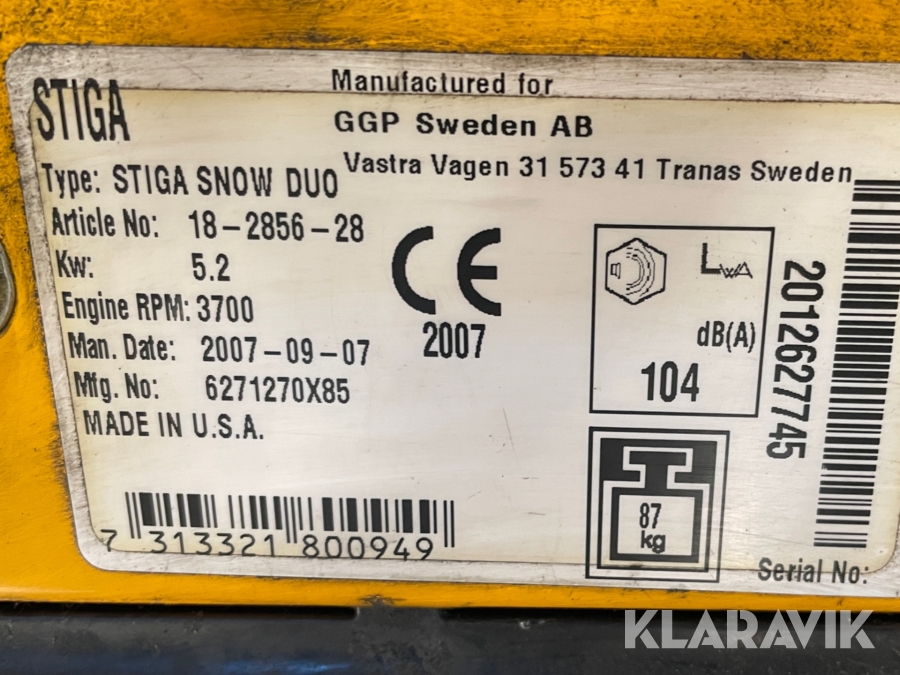 STIGA
Manufactured for
GGP Sweden AB
Vastra Vagen 31 573 41 Tranas Sweden
Type: STIGA SNOW DUO
Article No: 18-2856-28
Kw: 5.2
Engine RPM: 3700
Man. Date: 2007-09-07
Mfg. No: 6271270X85
MADE IN U.S.A.
CE
2007
LWA
dB(A)
104
87
kg
2012627745
Serial No:
7 313321 800949
KLARAVIK